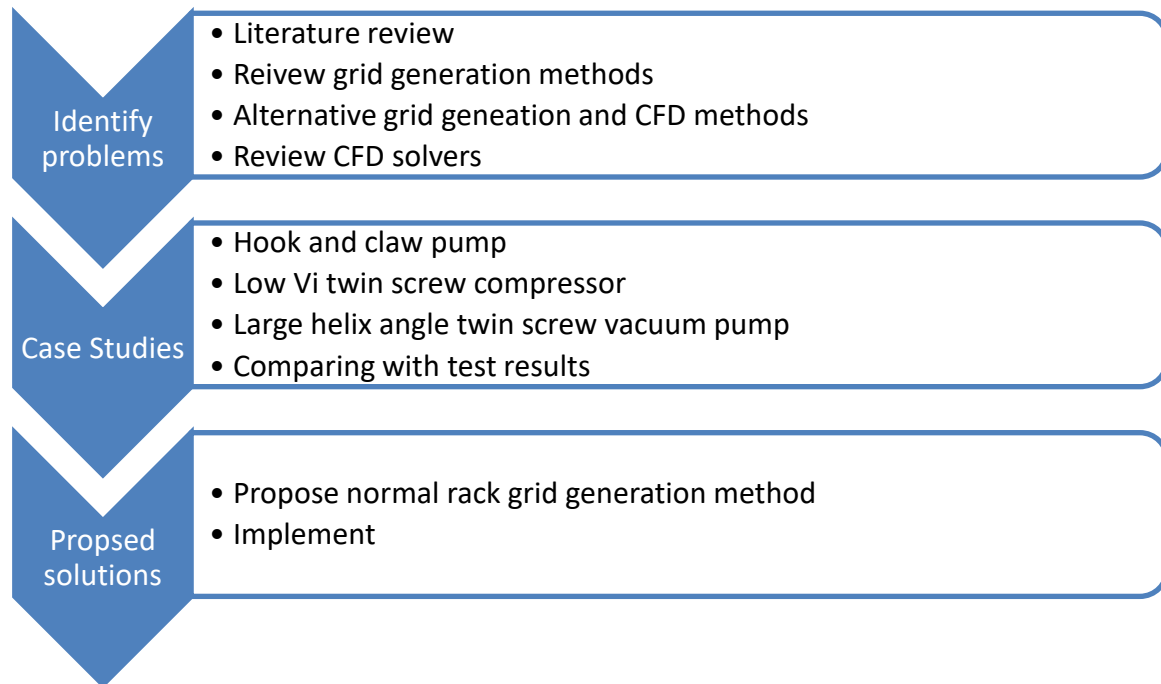 Identify
problems
• Literature review
• Reivew grid generation methods
• Alternative grid geneation and CFD methods
• Review CFD solvers
Case Studies
• Hook and claw pump
• Low Vi twin screw compressor
• Large helix angle twin screw vacuum pump
• Comparing with test results
Propsed
solutions
• Propose normal rack grid generation method
• Implement